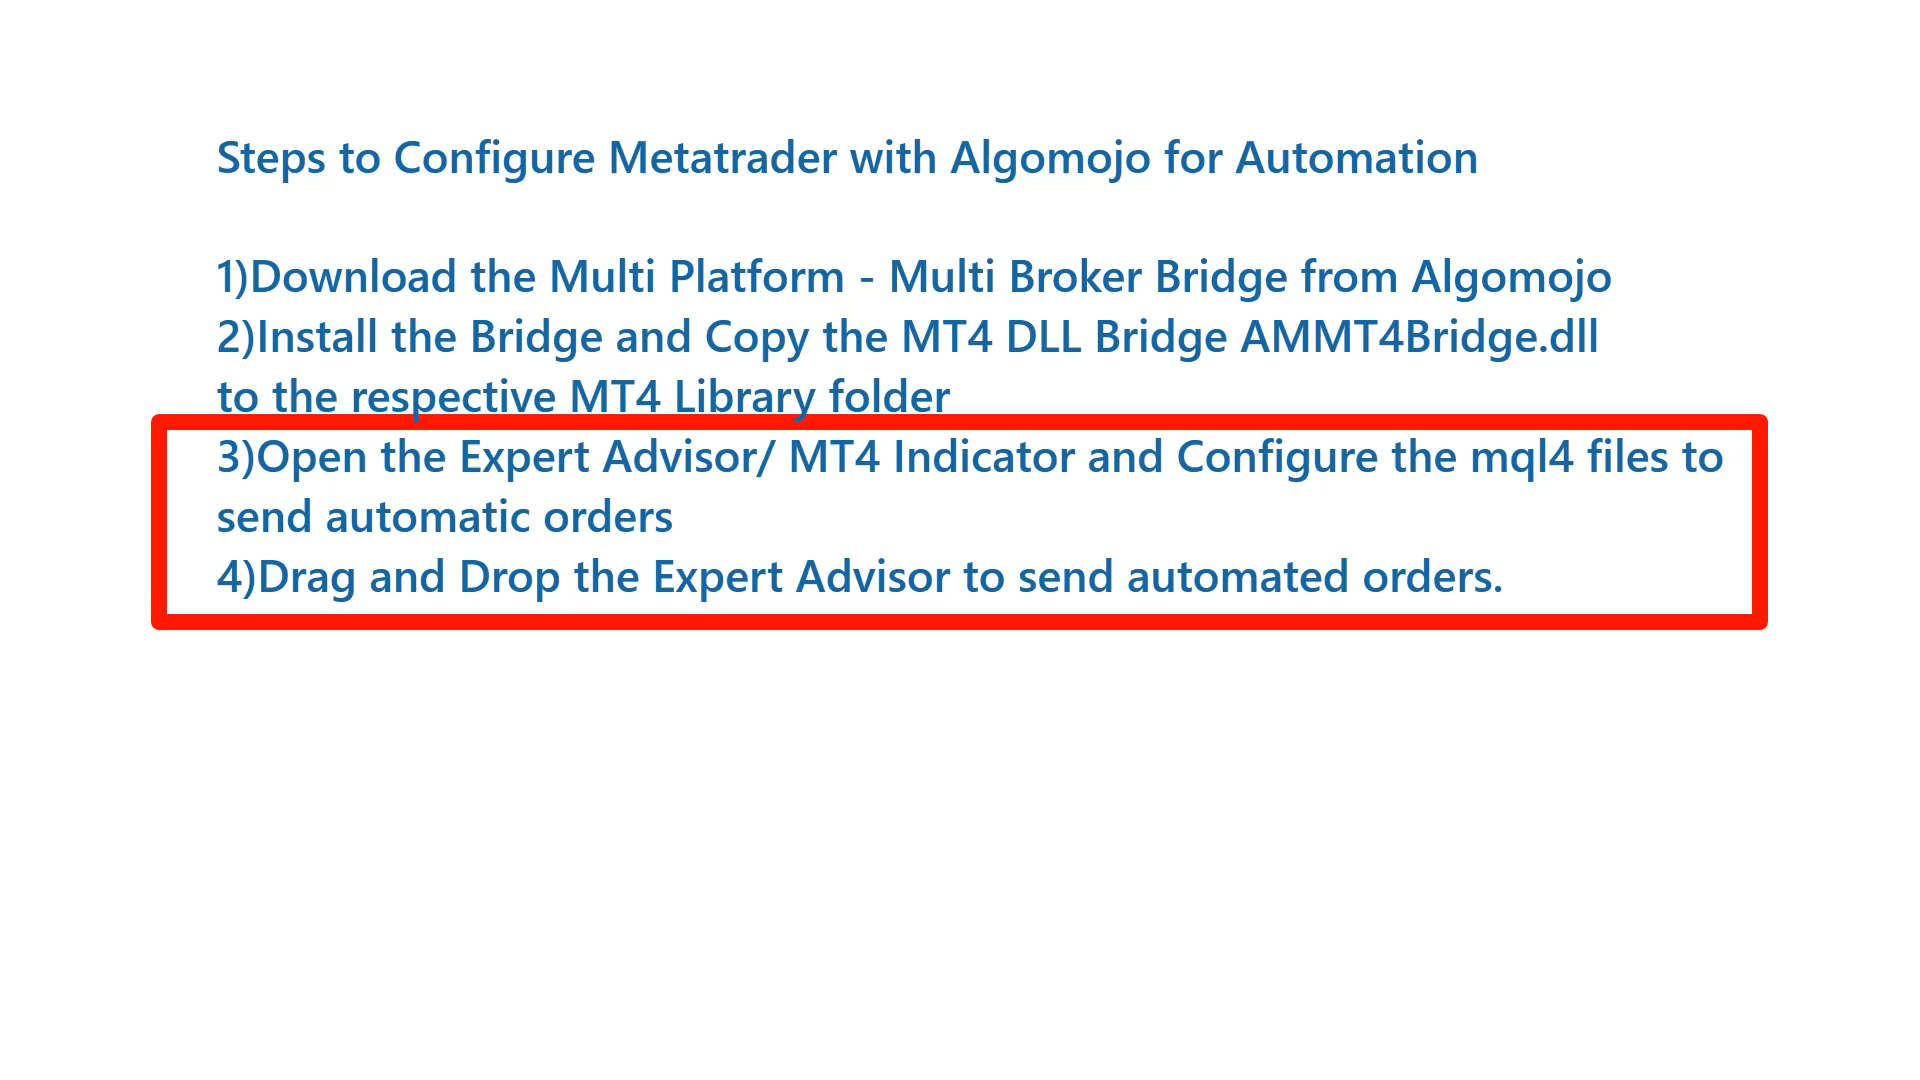 Steps to Configure Metatrader with Algomojo for Automation
1)Download the Multi Platform - Multi Broker Bridge from Algomojo
2)Install the Bridge and Copy the MT4 DLL Bridge AMMT4Bridge.dll
to the respective MT4 Library folder
3)Open the Expert Advisor/ MT4 Indicator and Configure the mql4 files to
send automatic orders
4)Drag and Drop the Expert Advisor to send automated orders.